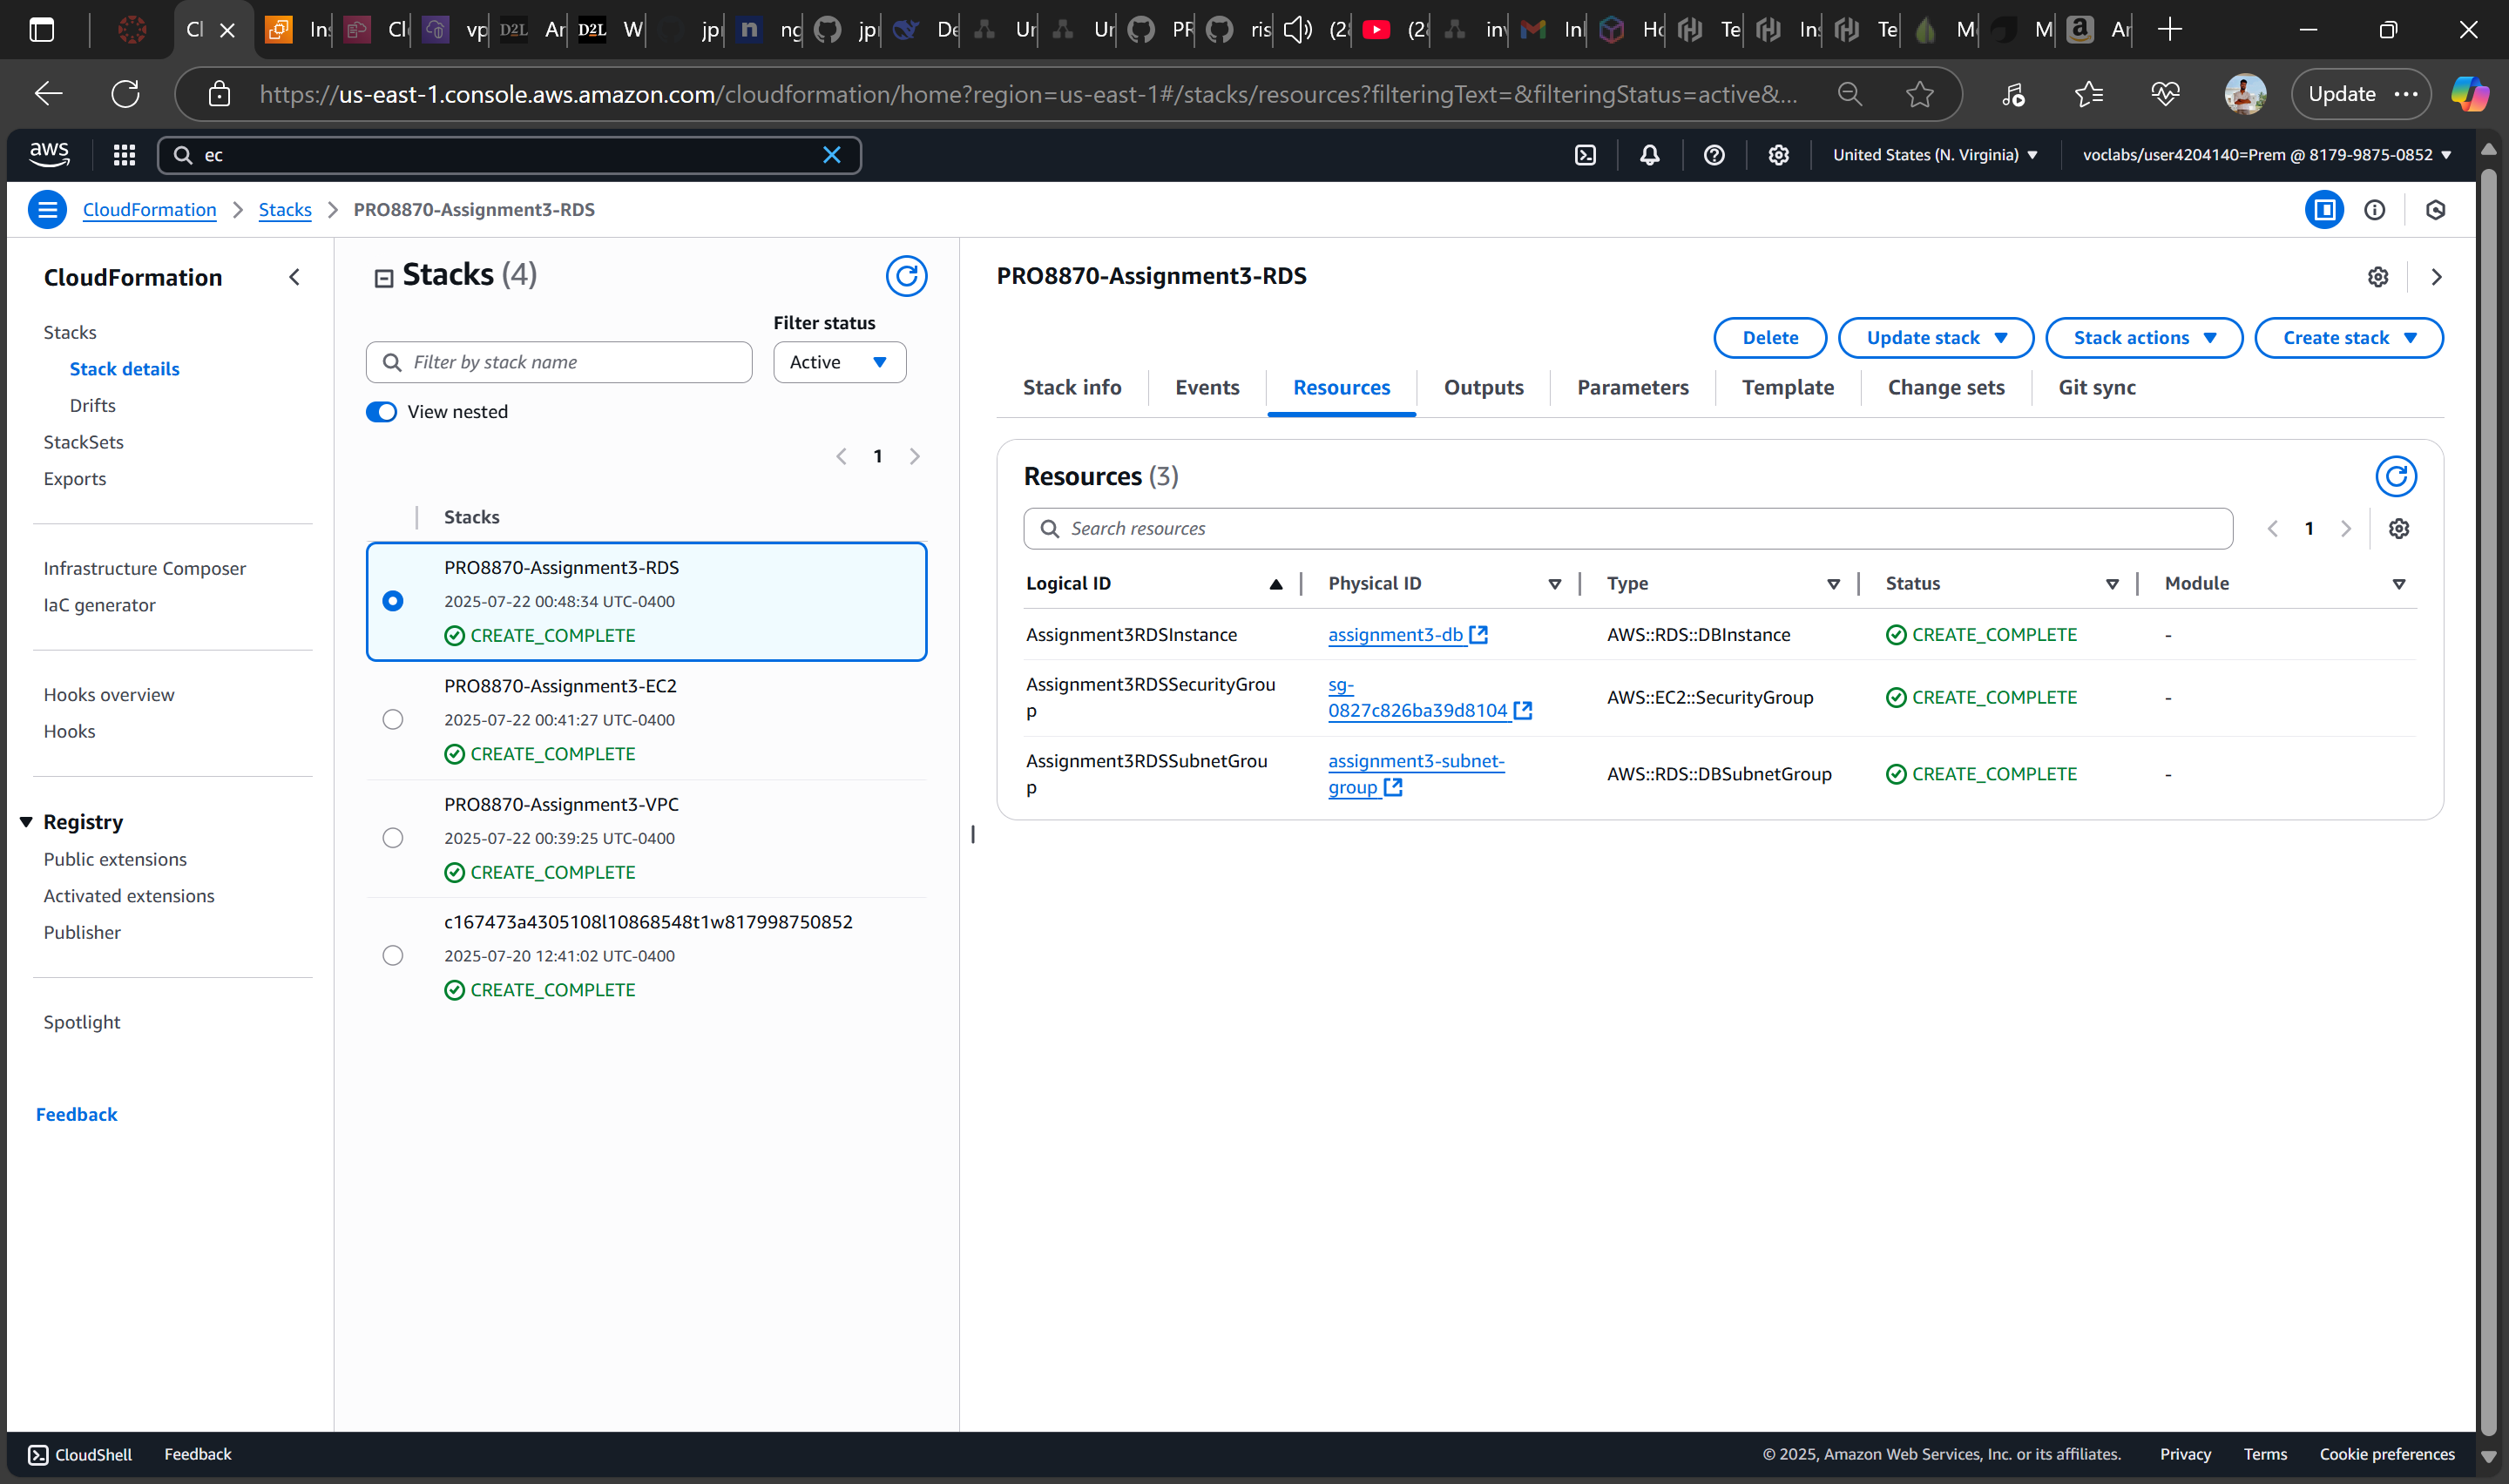 Cl
In
Cl
vp
D2L
Ar
D2L
W
jp
n
ng
jp
De
Ur
Ur
PR
ris
(2
(2
in
In
Ho
Te
In
Te
M
M
Ar
https://us-east-1.console.aws.amazon.com/cloudformation/home?region=us-east-1#/stacks/resources?filteringText=&filteringStatus=active&...
Update
aws
ec
United States (N. Virginia)
voclabs/user4204140=Prem @ 8179-9875-0852
CloudFormation
Stacks
PRO8870-Assignment3-RDS
CloudFormation
Stacks
Stack details
Drifts
StackSets
Exports
Infrastructure Composer
IaC generator
Hooks overview
Hooks
Registry
Public extensions
Activated extensions
Publisher
Spotlight
Feedback
Stacks (4)
Filter status
Filter by stack name
Active
View nested
1
Stacks
PRO8870-Assignment3-RDS
2025-07-22 00:48:34 UTC-0400
CREATE_COMPLETE
PRO8870-Assignment3-EC2
2025-07-22 00:41:27 UTC-0400
CREATE_COMPLETE
PRO8870-Assignment3-VPC
2025-07-22 00:39:25 UTC-0400
CREATE_COMPLETE
c167473a4305108l10868548t1w817998750852
2025-07-20 12:41:02 UTC-0400
CREATE_COMPLETE
PRO8870-Assignment3-RDS
Delete
Update stack
Stack actions
Create stack
Stack info
Events
Resources
Outputs
Parameters
Template
Change sets
Git sync
Resources (3)
Search resources
1
Logical ID
Physical ID
Type
Status
Module
Assignment3RDSInstance
assignment3-db
AWS::RDS::DBInstance
CREATE_COMPLETE
-
Assignment3RDSSecurityGrou
p
sg-
0827c826ba39d8104
AWS::EC2::SecurityGroup
CREATE_COMPLETE
-
Assignment3RDSSubnetGrou
p
assignment3-subnet-
group
AWS::RDS::DBSubnetGroup
CREATE_COMPLETE
-
CloudShell
Feedback
© 2025, Amazon Web Services, Inc. or its affiliates.
Privacy
Terms
Cookie preferences